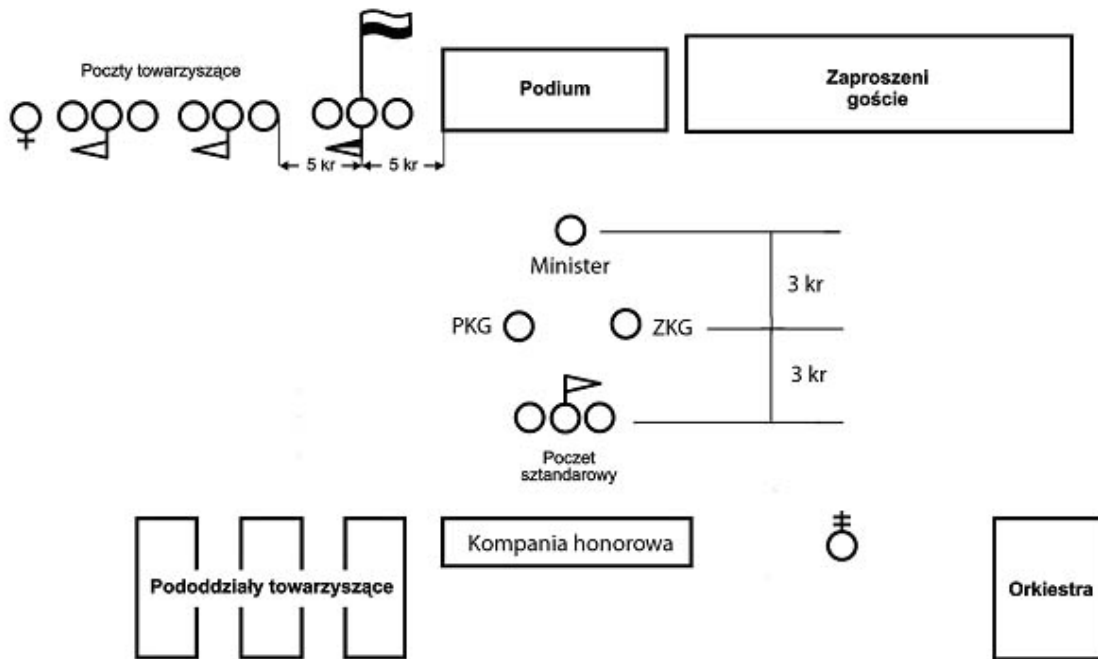 Poczty towarzyszące
Podium
Zaproszeni
goście
5 kr
5 kr
Minister
3 kr
PKG
ZKG
3 kr
Poczet
sztandarowy
Kompania honorowa
Pododdziały towarzyszące
Orkiestra